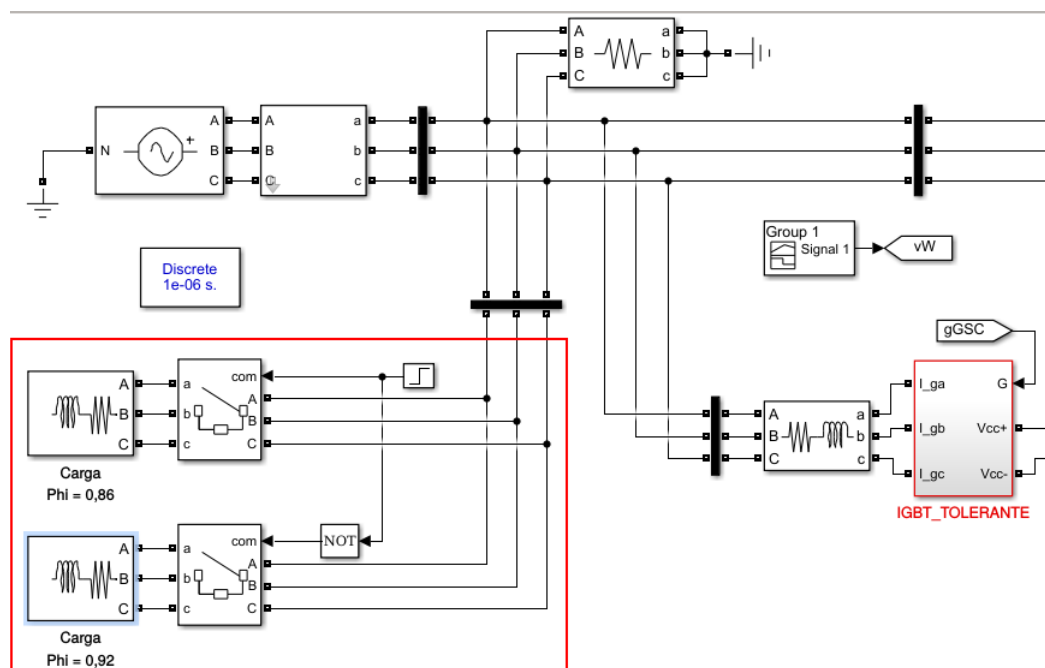 A
B
C
a
b
c
N
A
B
C
A
B
C
a
b
c
Group 1
Signal 1
vW
Discrete
1e-06 s.
gGSC
A
B
C
a
b
c
com
A
B
C
A
B
C
a
b
c
I_ga
I_gb
I_gc
G
Vcc+
Vcc-
IGBT_TOLERANTE
Carga
Phi = 0,86
A
B
C
a
b
c
com
A
B
C
NOT
Carga
Phi = 0,92